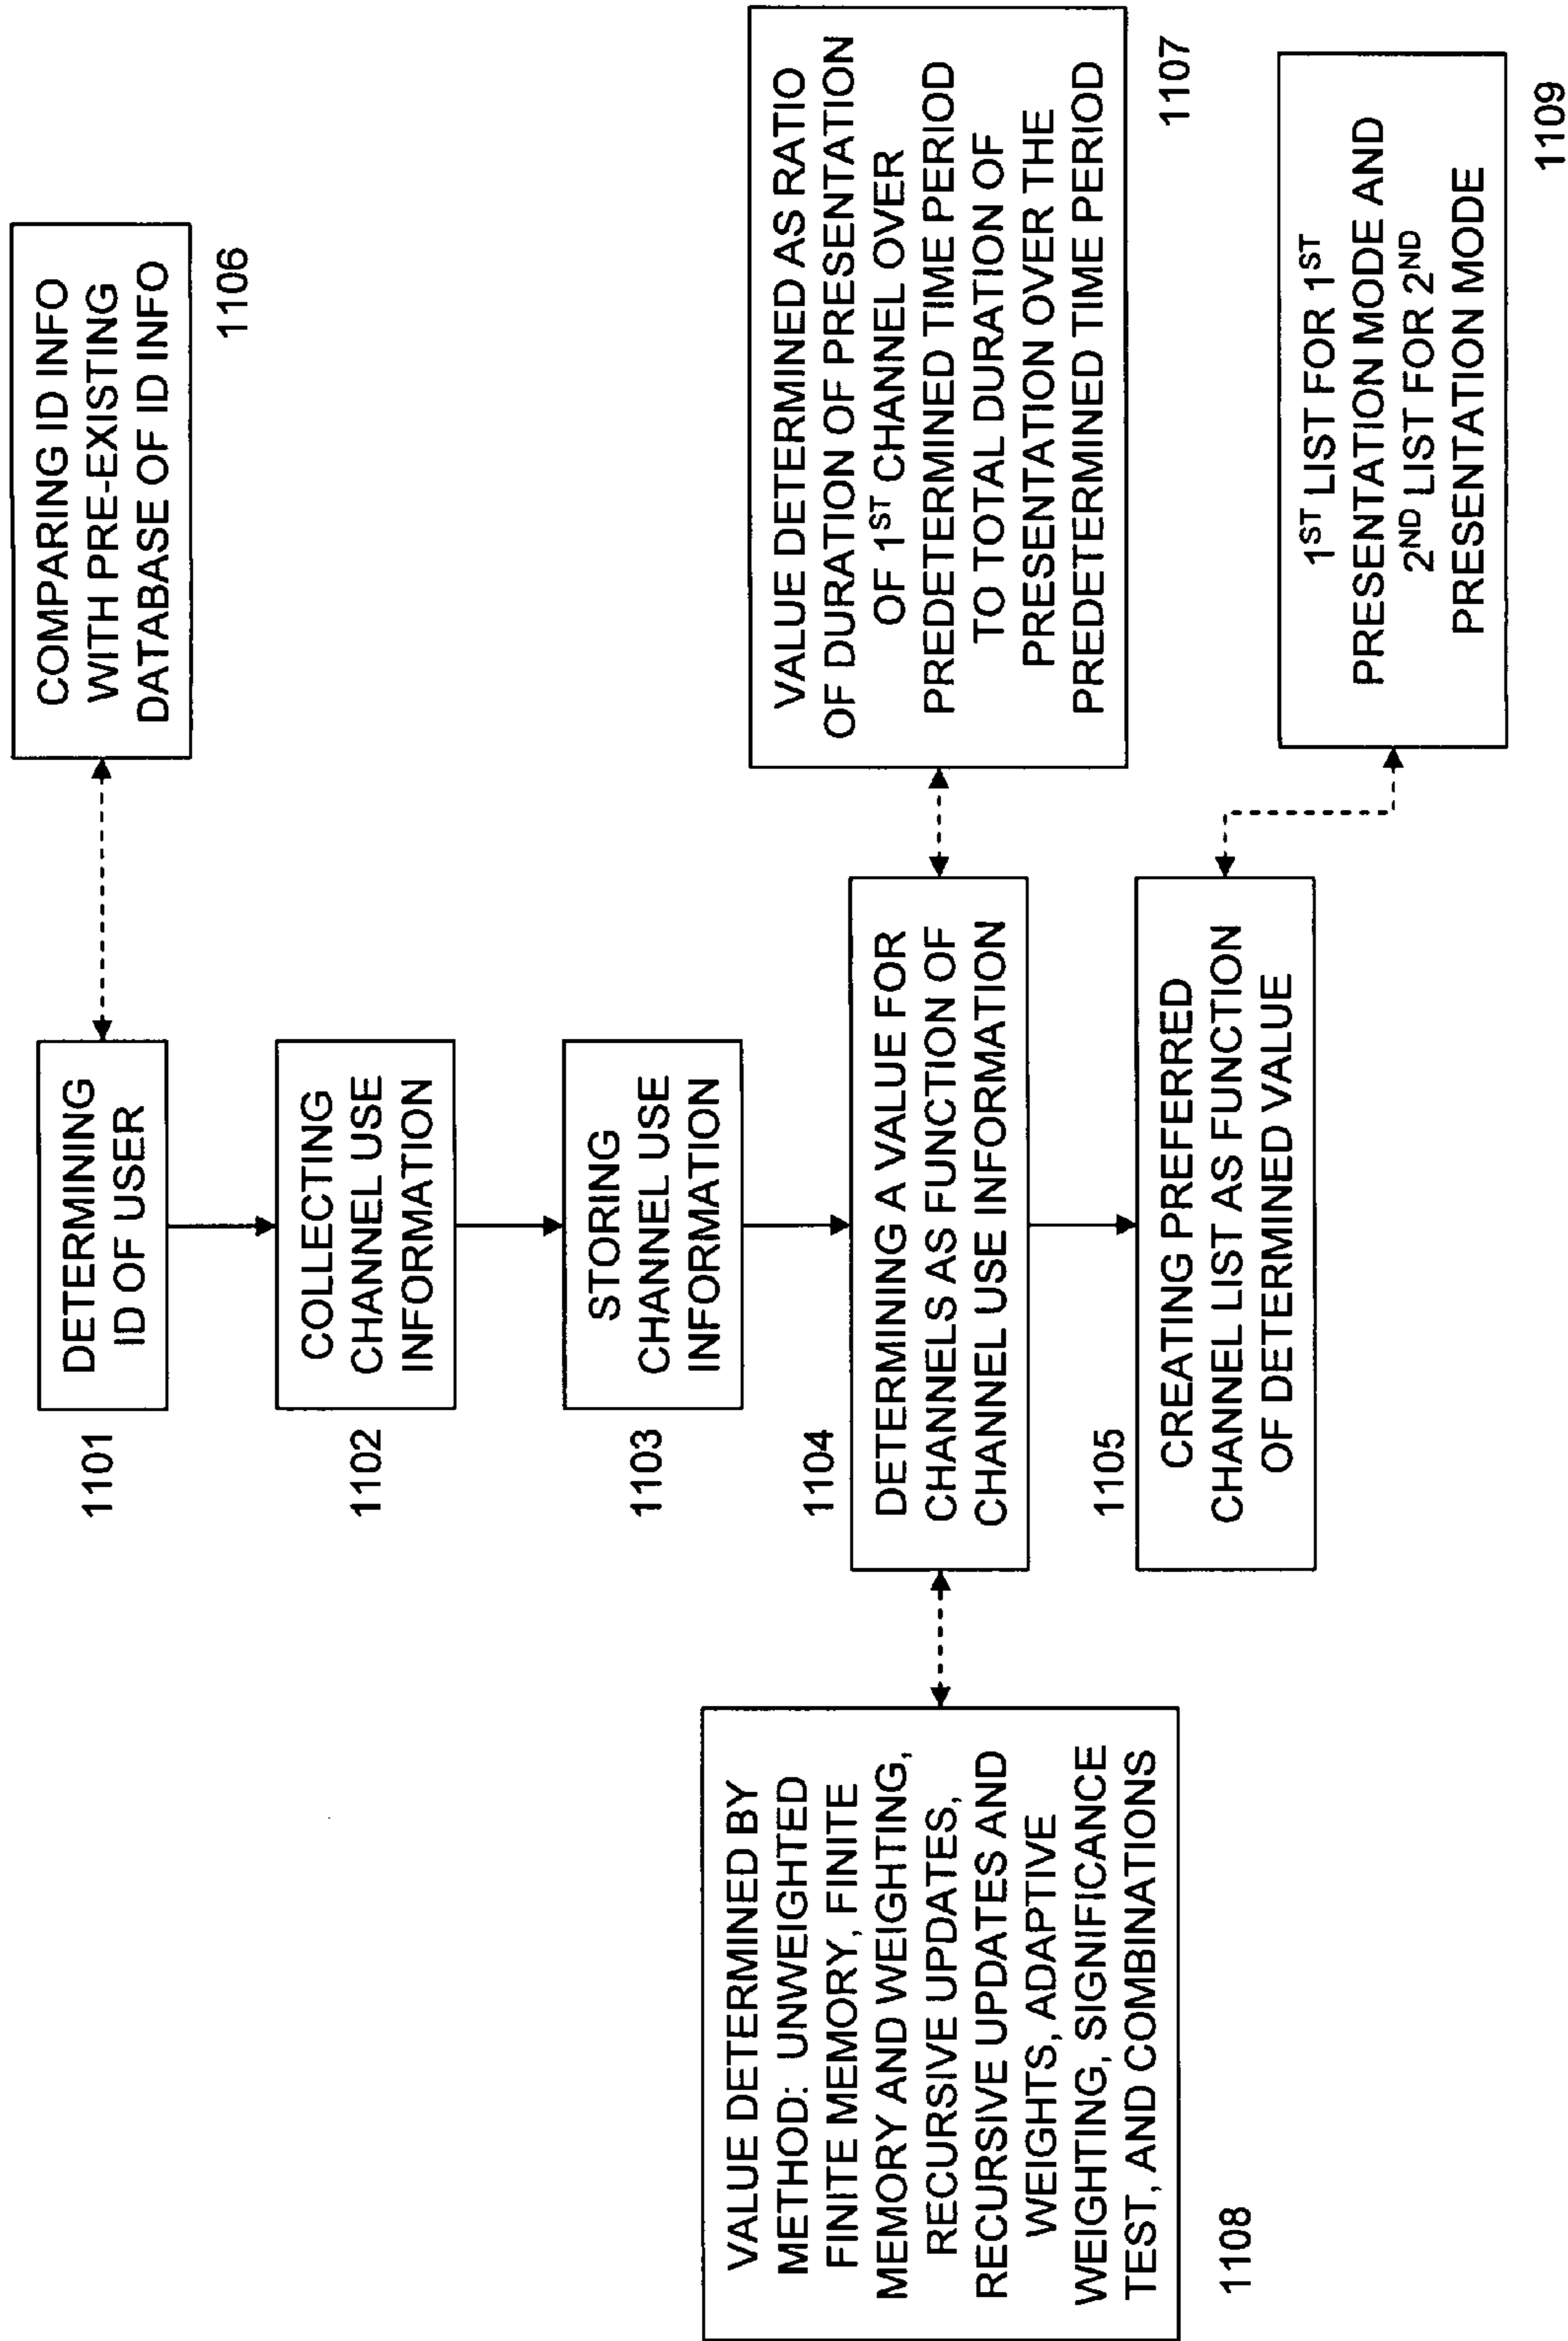 DETERMINING
ID OF USER
1101
COMPARING ID INFO
WITH PRE-EXISTING
DATABASE OF ID INFO
1106
COLLECTING
CHANNEL USE
INFORMATION
1102
STORING
CHANNEL USE
INFORMATION
1103
1104
DETERMINING A VALUE FOR
CHANNELS AS FUNCTION OF
CHANNEL USE INFORMATION
VALUE DETERMINED AS RATIO
OF DURATION OF PRESENTATION
OF 1ST CHANNEL OVER
PREDETERMINED TIME PERIOD
TO TOTAL DURATION OF
PRESENTATION OVER THE
PREDETERMINED TIME PERIOD
1107
VALUE DETERMINED BY
METHOD: UNWEIGHTED
FINITE MEMORY, FINITE
MEMORY AND WEIGHTING,
RECURSIVE UPDATES,
RECURSIVE UPDATES AND
WEIGHTS, ADAPTIVE
WEIGHTING, SIGNIFICANCE
TEST, AND COMBINATIONS
1108
1105
CREATING PREFERRED
CHANNEL LIST AS FUNCTION
OF DETERMINED VALUE
1ST LIST FOR 1ST
PRESENTATION MODE AND
2ND LIST FOR 2ND
PRESENTATION MODE
1109